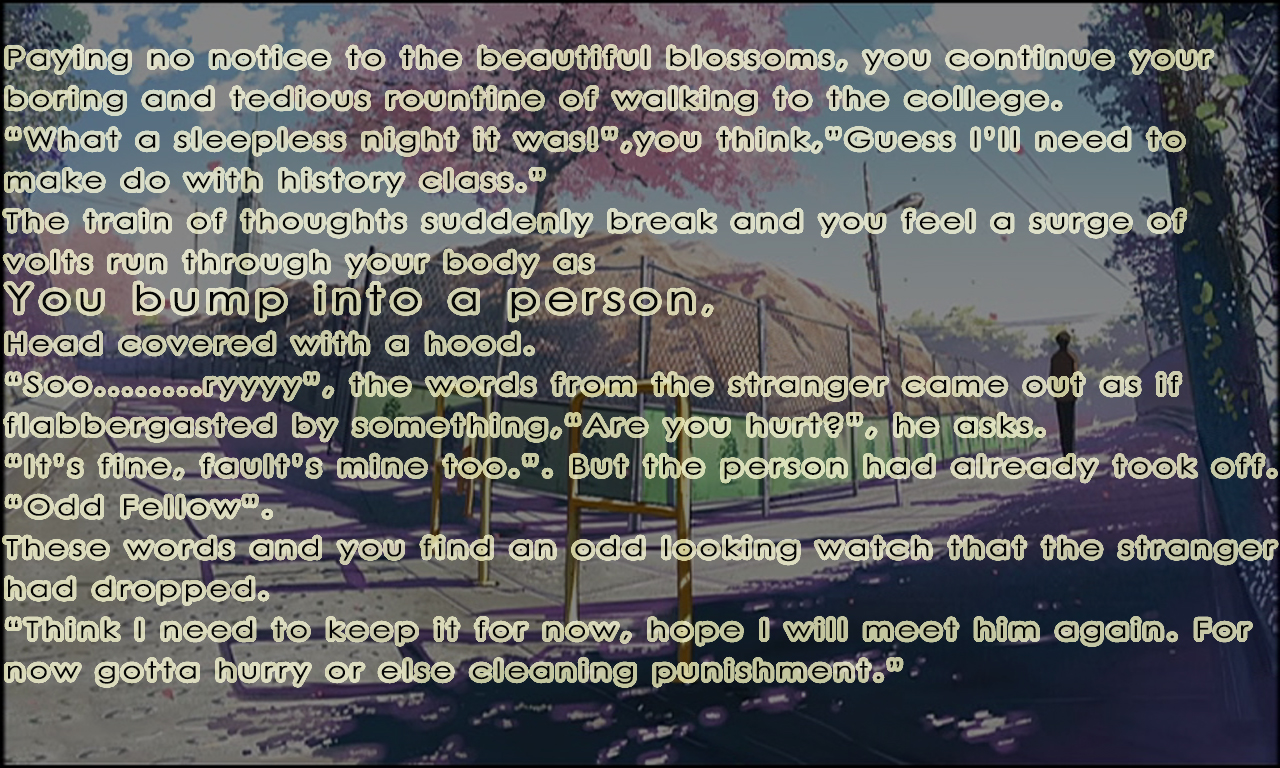 Paying no notice to the beautiful blossoms, you continue your
boring and tedious rountine of walking to the college.
“What a sleepless night it was!”,you think,”Guess I'll need to
make do with history class.”
The train of thoughts suddenly break and you feel a surge of
volts run through your body as
You bump into a person,
Head covered with a hood.
“Soo........ryyyy”, the words from the stranger came out as if
flabbergasted by something,“Are you hurt?”, he asks.
“It's fine, fault's mine too.”. But the person had already took off.
“Odd Fellow”.
These words and you find an odd looking watch that the stranger
had dropped.
“Think I need to keep it for now, hope I will meet him again. For
now gotta hurry or else cleaning punishment.”